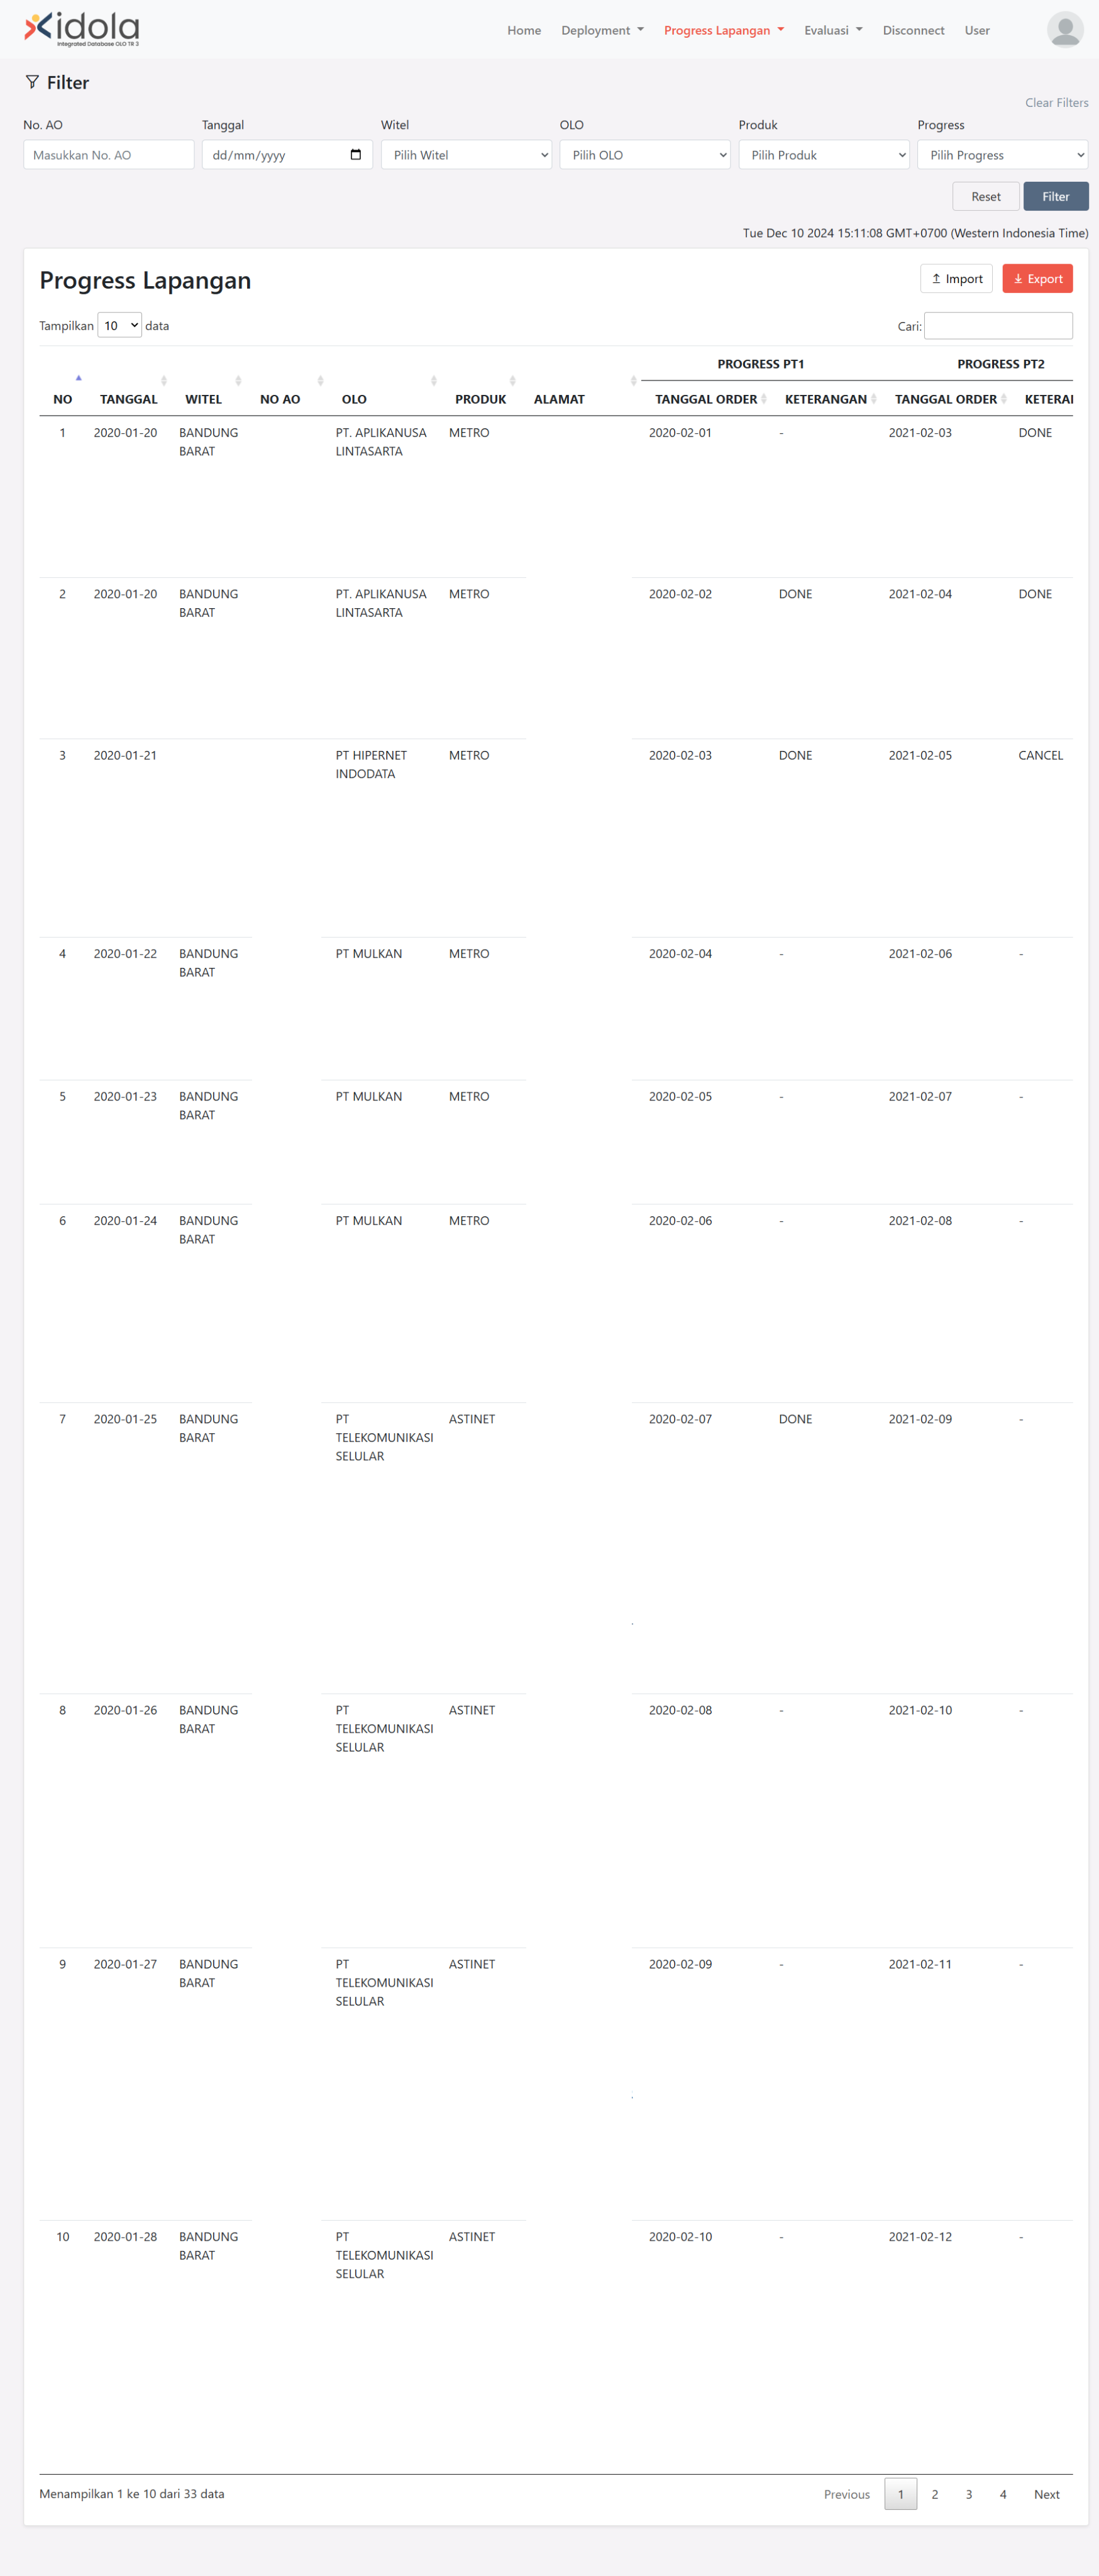 idola
Integrated Database OLO TR 3
Home Deployment Progress Lapangan Evaluasi Disconnect User
Filter
Clear Filters
No. AO Tanggal Witel OLO Produk Progress
Masukkan No. AO dd/mm/yyyy Pilih Witel Pilih OLO Pilih Produk Pilih Progress
Reset Filter
Tue Dec 10 2024 15:11:08 GMT+0700 (Western Indonesia Time)
Progress Lapangan Import Export
Tampilkan 10 data Cari:
PROGRESS PT1 PROGRESS PT2
NO TANGGAL WITEL NO AO OLO PRODUK ALAMAT TANGGAL ORDER KETERANGAN TANGGAL ORDER KETERAI
1 2020-01-20 BANDUNG PT. APLIKANUSA METRO 2020-02-01 - 2021-02-03 DONE
BARAT LINTASARTA
2 2020-01-20 BANDUNG PT. APLIKANUSA METRO 2020-02-02 DONE 2021-02-04 DONE
BARAT LINTASARTA
3 2020-01-21 PT HIPERNET METRO 2020-02-03 DONE 2021-02-05 CANCEL
INDODATA
4 2020-01-22 BANDUNG PT MULKAN METRO 2020-02-04 - 2021-02-06 -
BARAT
5 2020-01-23 BANDUNG PT MULKAN METRO 2020-02-05 - 2021-02-07 -
BARAT
6 2020-01-24 BANDUNG PT MULKAN METRO 2020-02-06 - 2021-02-08 -
BARAT
7 2020-01-25 BANDUNG PT ASTINET 2020-02-07 DONE 2021-02-09 -
BARAT TELEKOMUNIKASI
SELULAR
8 2020-01-26 BANDUNG PT ASTINET 2020-02-08 - 2021-02-10 -
BARAT TELEKOMUNIKASI
SELULAR
9 2020-01-27 BANDUNG PT ASTINET 2020-02-09 - 2021-02-11 -
BARAT TELEKOMUNIKASI
SELULAR
10 2020-01-28 BANDUNG PT ASTINET 2020-02-10 - 2021-02-12 -
BARAT TELEKOMUNIKASI
SELULAR
Menampilkan 1 ke 10 dari 33 data Previous 1 2 3 4 Next